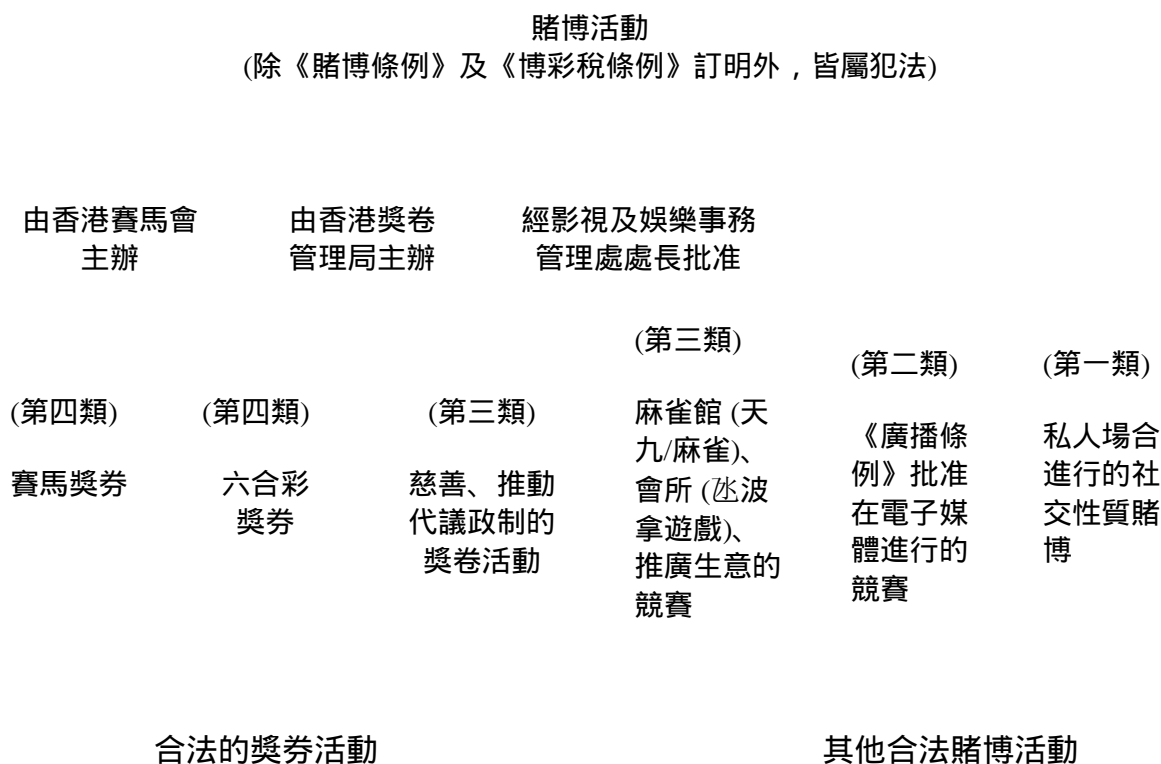 賭博活動
(除《賭博條例》及《博彩稅條例》訂明外，皆屬犯法)
由香港賽馬會
主辦
由香港獎卷
管理局主辦
經影視及娛樂事務
管理處處長批准
(第四類)
賽馬獎券
(第四類)
六合彩
獎券
(第三類)
慈善、推動
代議政制的
獎卷活動
(第三類)
麻雀館 (天
九/麻雀)、
會所 (氹波
拿遊戲)、
推廣生意的
競賽
(第二類)
《廣播條
例》批准
在電子媒
體進行的
競賽
(第一類)
私人場合
進行的社
交性質賭
博
合法的獎券活動
其他合法賭博活動